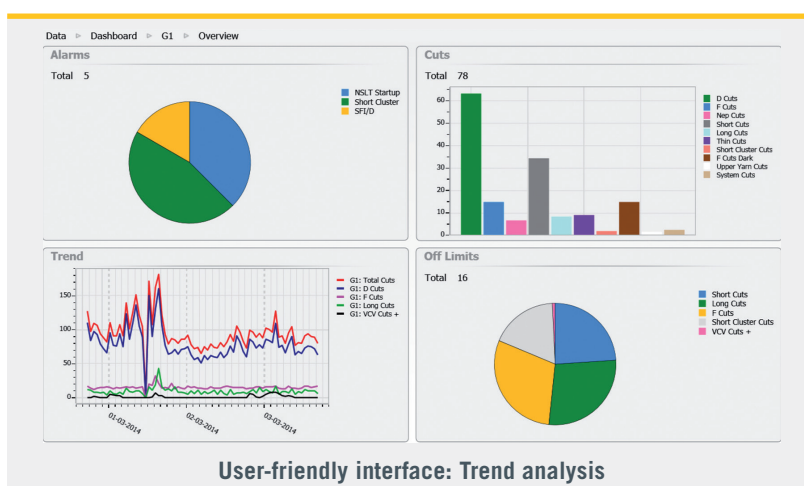 Data ▹ Dashboard ▹ G1 ▹ Overview
Alarms
Total 5
NSLT Startup
Short Cluster
SFI/D
Cuts
Total 78
60
50
40
30
20
10
0
D Cuts
F Cuts
Nep Cuts
Short Cuts
Long Cuts
Thin Cuts
Short Cluster Cuts
F Cuts Dark
Upper Yarn Cuts
System Cuts
Trend
150
100
50
0
01-03-2014
02-03-2014
03-03-2014
G1: Total Cuts
G1: D Cuts
G1: F Cuts
G1: Long Cuts
G1: VCV Cuts +
Off Limits
Total 16
Short Cuts
Long Cuts
F Cuts
Short Cluster Cuts
VCV Cuts +
User-friendly interface: Trend analysis